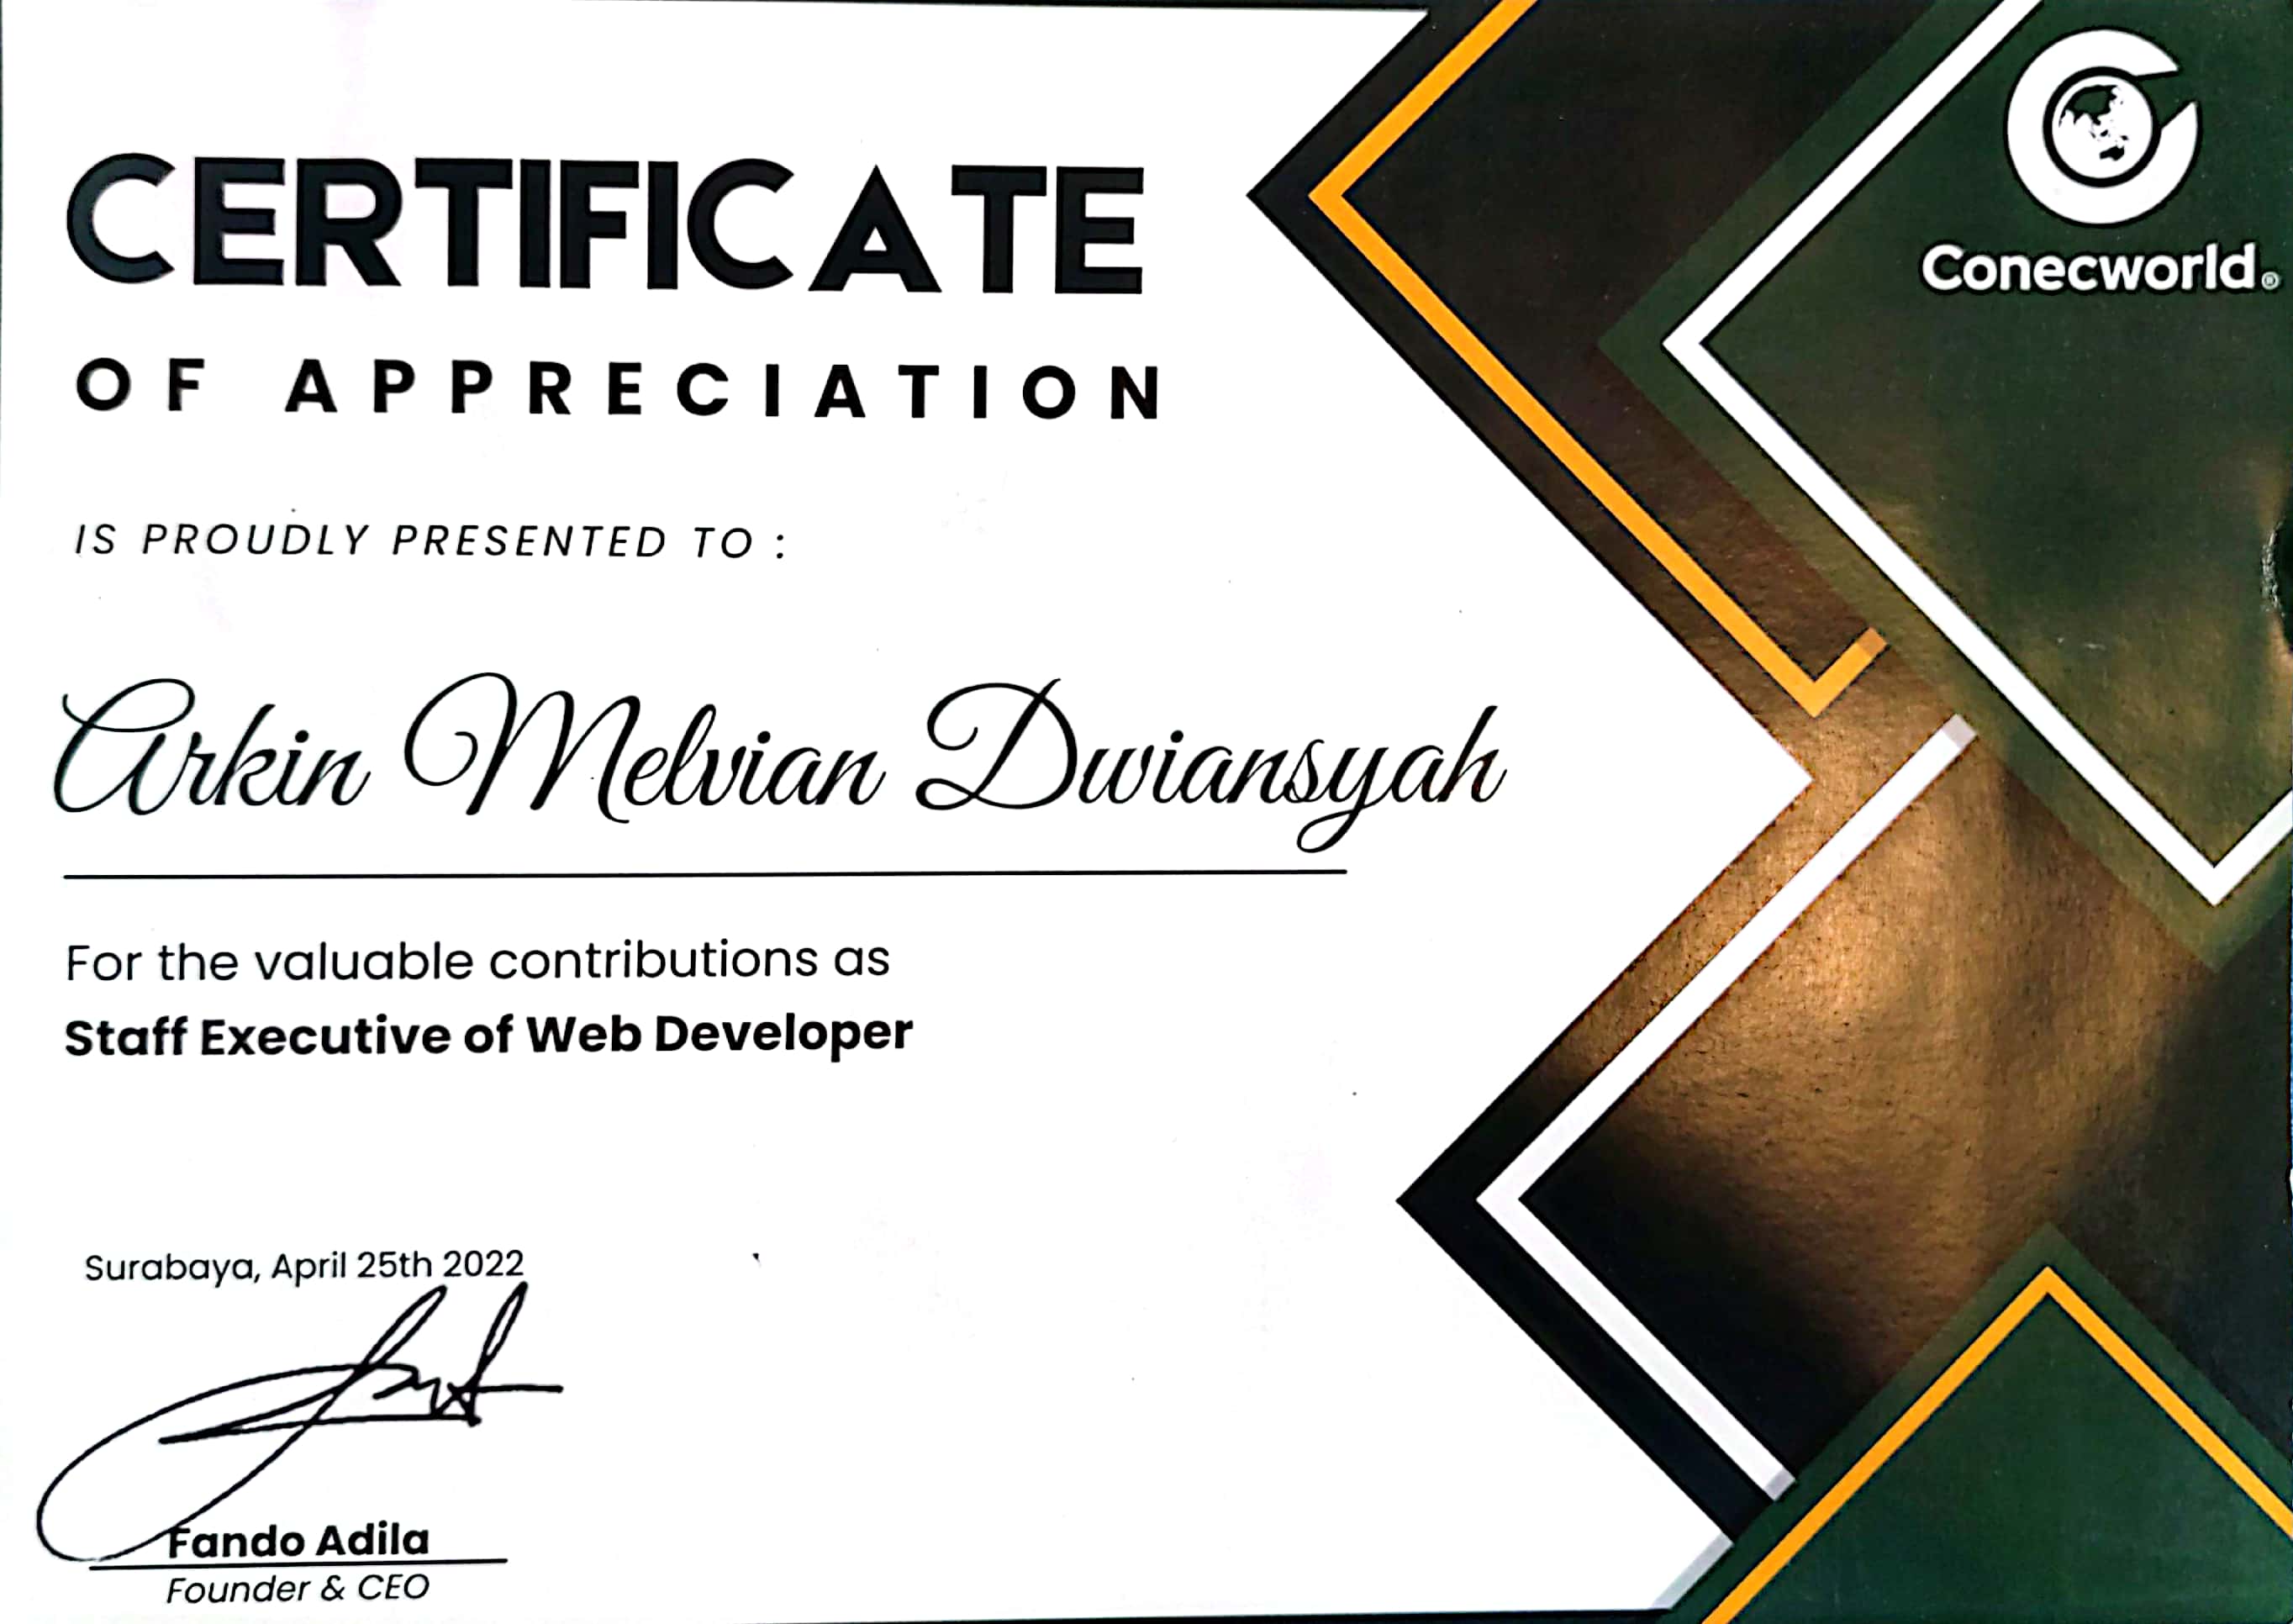 Conecworld®
CERTIFICATE
OF APPRECIATION
IS PROUDLY PRESENTED TO :
Arkin Melvian Dwiansyah
For the valuable contributions as
Staff Executive of Web Developer
Surabaya, April 25th 2022
Fando Adila
Founder & CEO